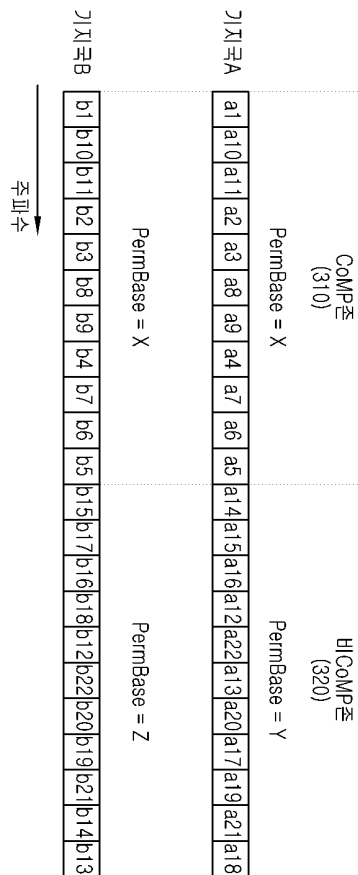 CoMP존 비CoMP존
(310) (320)
PermBase = X PermBase = Y
기지국A a1 a10 a11 a2 a3 a8 a9 a4 a7 a6 a5 a14 a15 a16 a12 a22 a13 a20 a17 a19 a21 a18
PermBase = X PermBase = Z
기지국B b1 b10 b11 b2 b3 b8 b9 b4 b7 b6 b5 b15 b17 b16 b18 b12 b22 b20 b19 b21 b14 b13
주파수